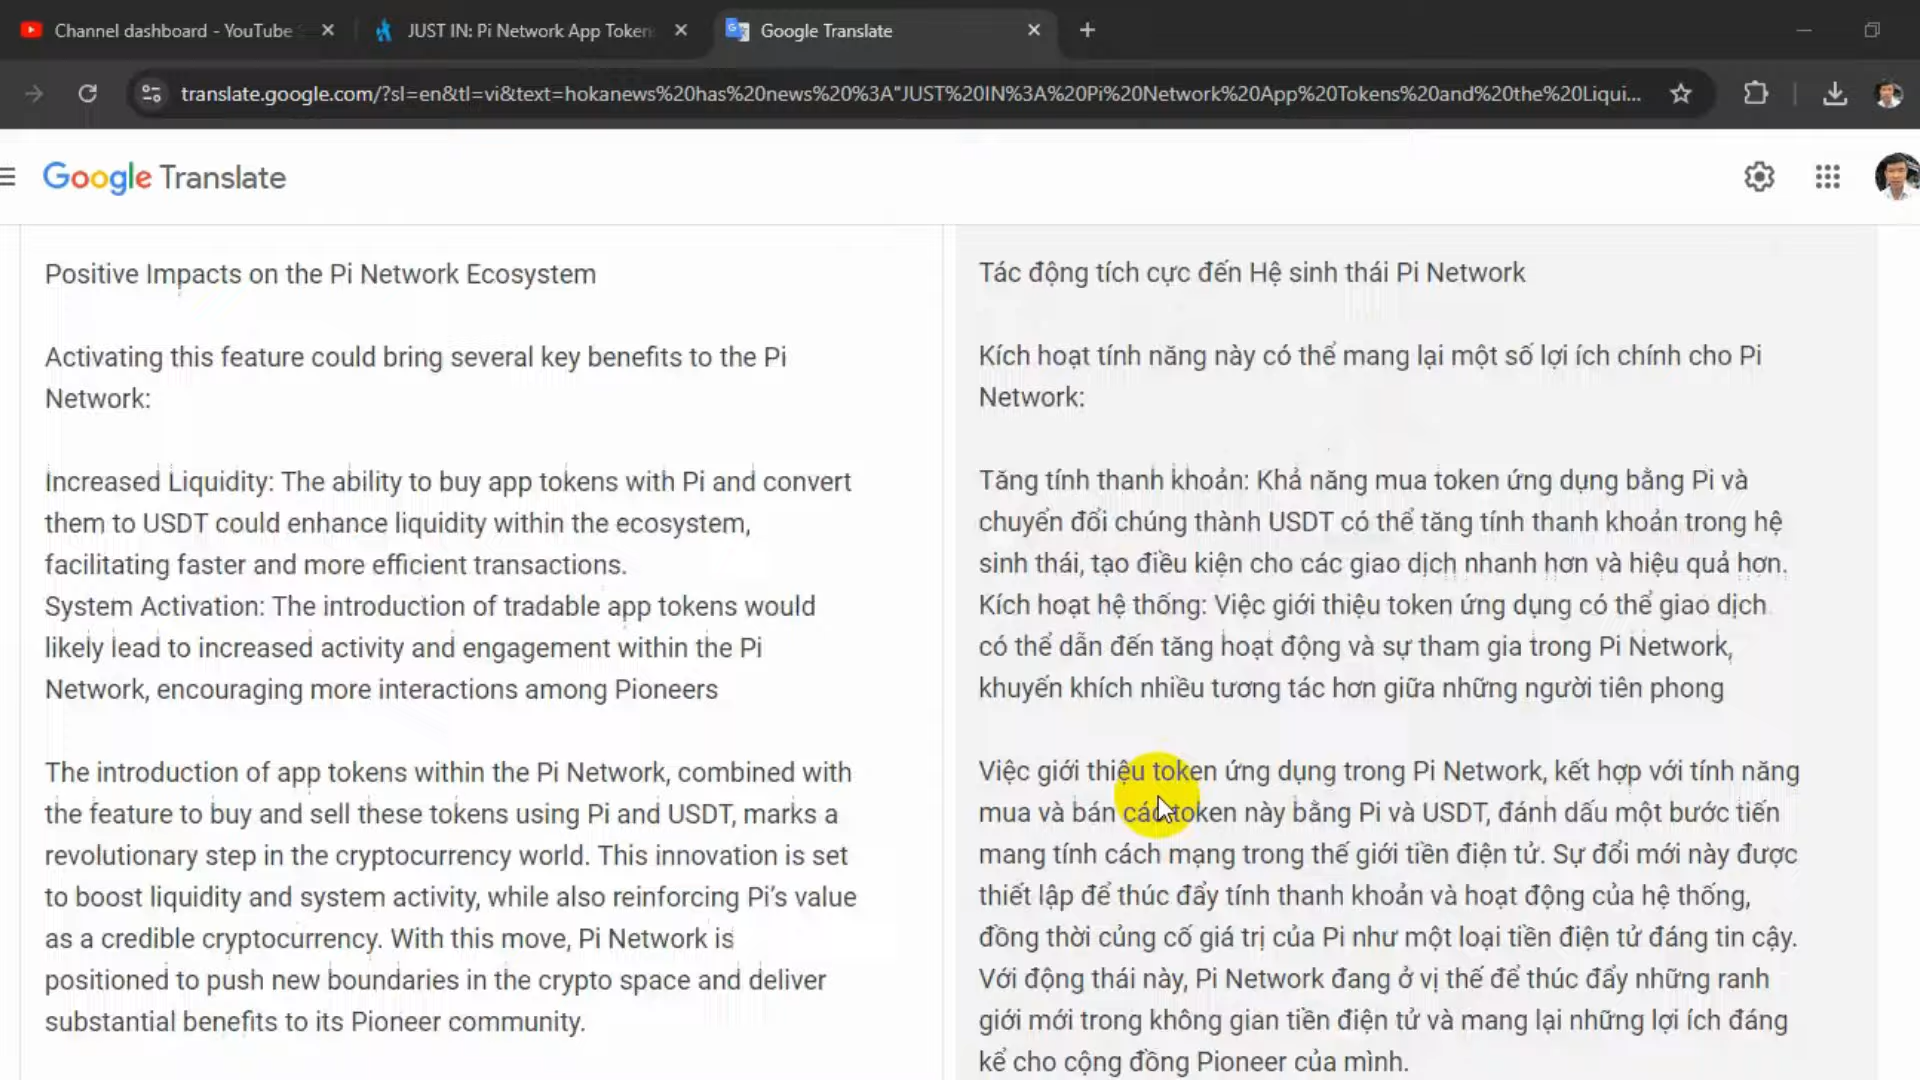 Channel dashboard - YouTube
JUST IN: Pi Network App Token
Google Translate
translate.google.com/?sl=en&tl=vi&text=hokanews%20has%20news%20%3A"JUST%20IN%3A%20Pi%20Network%20App%20Tokens%20and%20the%20Liqui...
Google Translate
Positive Impacts on the Pi Network Ecosystem
Activating this feature could bring several key benefits to the Pi
Network:
Increased Liquidity: The ability to buy app tokens with Pi and convert
them to USDT could enhance liquidity within the ecosystem,
facilitating faster and more efficient transactions.
System Activation: The introduction of tradable app tokens would
likely lead to increased activity and engagement within the Pi
Network, encouraging more interactions among Pioneers
The introduction of app tokens within the Pi Network, combined with
the feature to buy and sell these tokens using Pi and USDT, marks a
revolutionary step in the cryptocurrency world. This innovation is set
to boost liquidity and system activity, while also reinforcing Pi’s value
as a credible cryptocurrency. With this move, Pi Network is
positioned to push new boundaries in the crypto space and deliver
substantial benefits to its Pioneer community.
Tác động tích cực đến Hệ sinh thái Pi Network
Kích hoạt tính năng này có thể mang lại một số lợi ích chính cho Pi
Network:
Tăng tính thanh khoản: Khả năng mua token ứng dụng bằng Pi và
chuyển đổi chúng thành USDT có thể tăng tính thanh khoản trong hệ
sinh thái, tạo điều kiện cho các giao dịch nhanh hơn và hiệu quả hơn.
Kích hoạt hệ thống: Việc giới thiệu token ứng dụng có thể giao dịch
có thể dẫn đến tăng hoạt động và sự tham gia trong Pi Network,
khuyến khích nhiều tương tác hơn giữa những người tiên phong
Việc giới thiệu token ứng dụng trong Pi Network, kết hợp với tính năng
mua và bán các token này bằng Pi và USDT, đánh dấu một bước tiến
mang tính cách mạng trong thế giới tiền điện tử. Sự đổi mới này được
thiết lập để thúc đẩy tính thanh khoản và hoạt động của hệ thống,
đồng thời củng cố giá trị của Pi như một loại tiền điện tử đáng tin cậy.
Với động thái này, Pi Network đang ở vị thế để thúc đẩy những ranh
giới mới trong không gian tiền điện tử và mang lại những lợi ích đáng
kể cho cộng đồng Pioneer của mình.